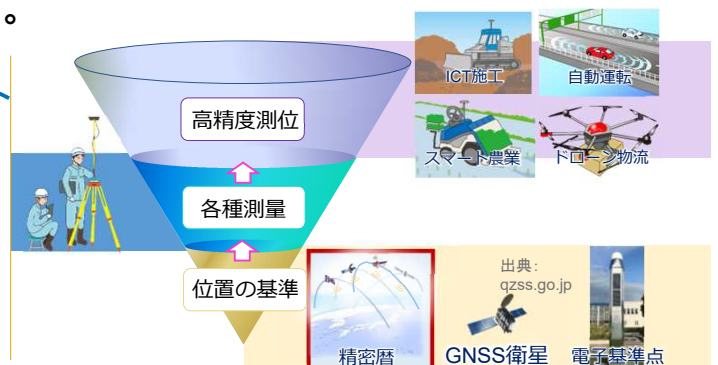 。
ICT施工
自動運転
高精度測位
スマート農業
ドローン物流
各種測量
位置の基準
出典：
qzss.go.jp
精密暦
GNSS衛星
電子基準点